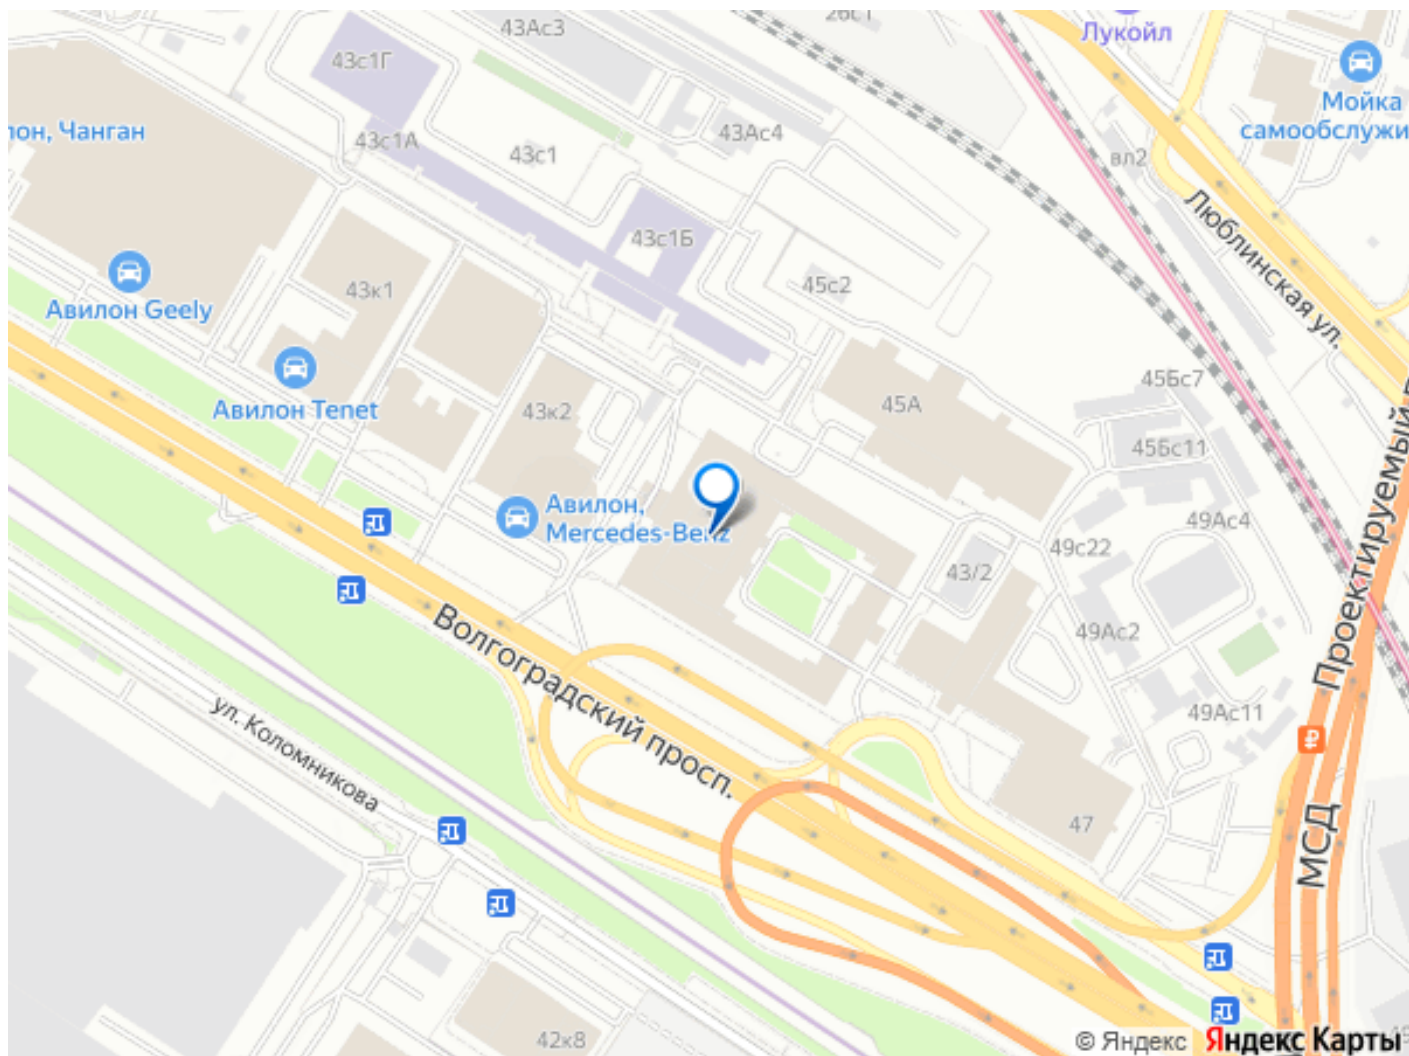 26с1
Лукойл
43Ас3
43с1Г
Мойка
самообслужи
лон, Чанган
43Ас4
43с1А
43с1
вл2
Люблинская ул.
43с1Б
45с2
43к1
Авилон Geely
45Бс7
Авилон Tenet
43к2
45А
45Бс11
Проектируемый
Авилон,
Mercedes-Benz
49Ас4
49с22
43/2
Волгоградский просп.
49Ас2
ул. Коломникова
49Ас11
47
МСД
42к8
© Яндекс
Яндекс Карты